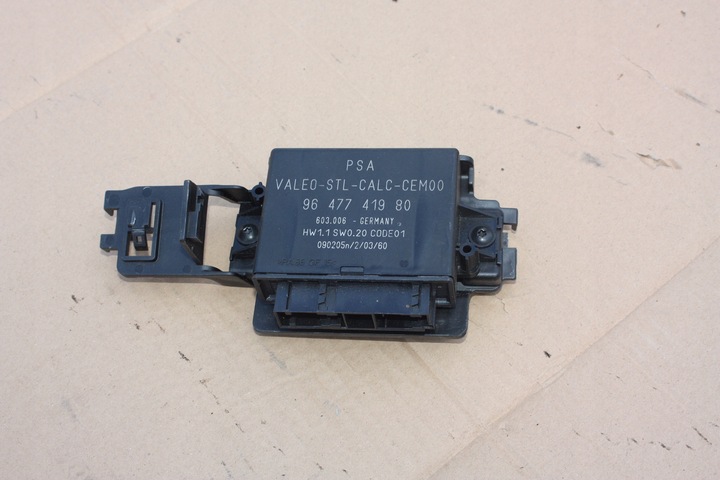 PSA
VALEO-STL-CALC-CEM00
96 477 419 80
603.006 - GERMANY
HW1.1 SW0.20 CODE01
090205n/2/03/60